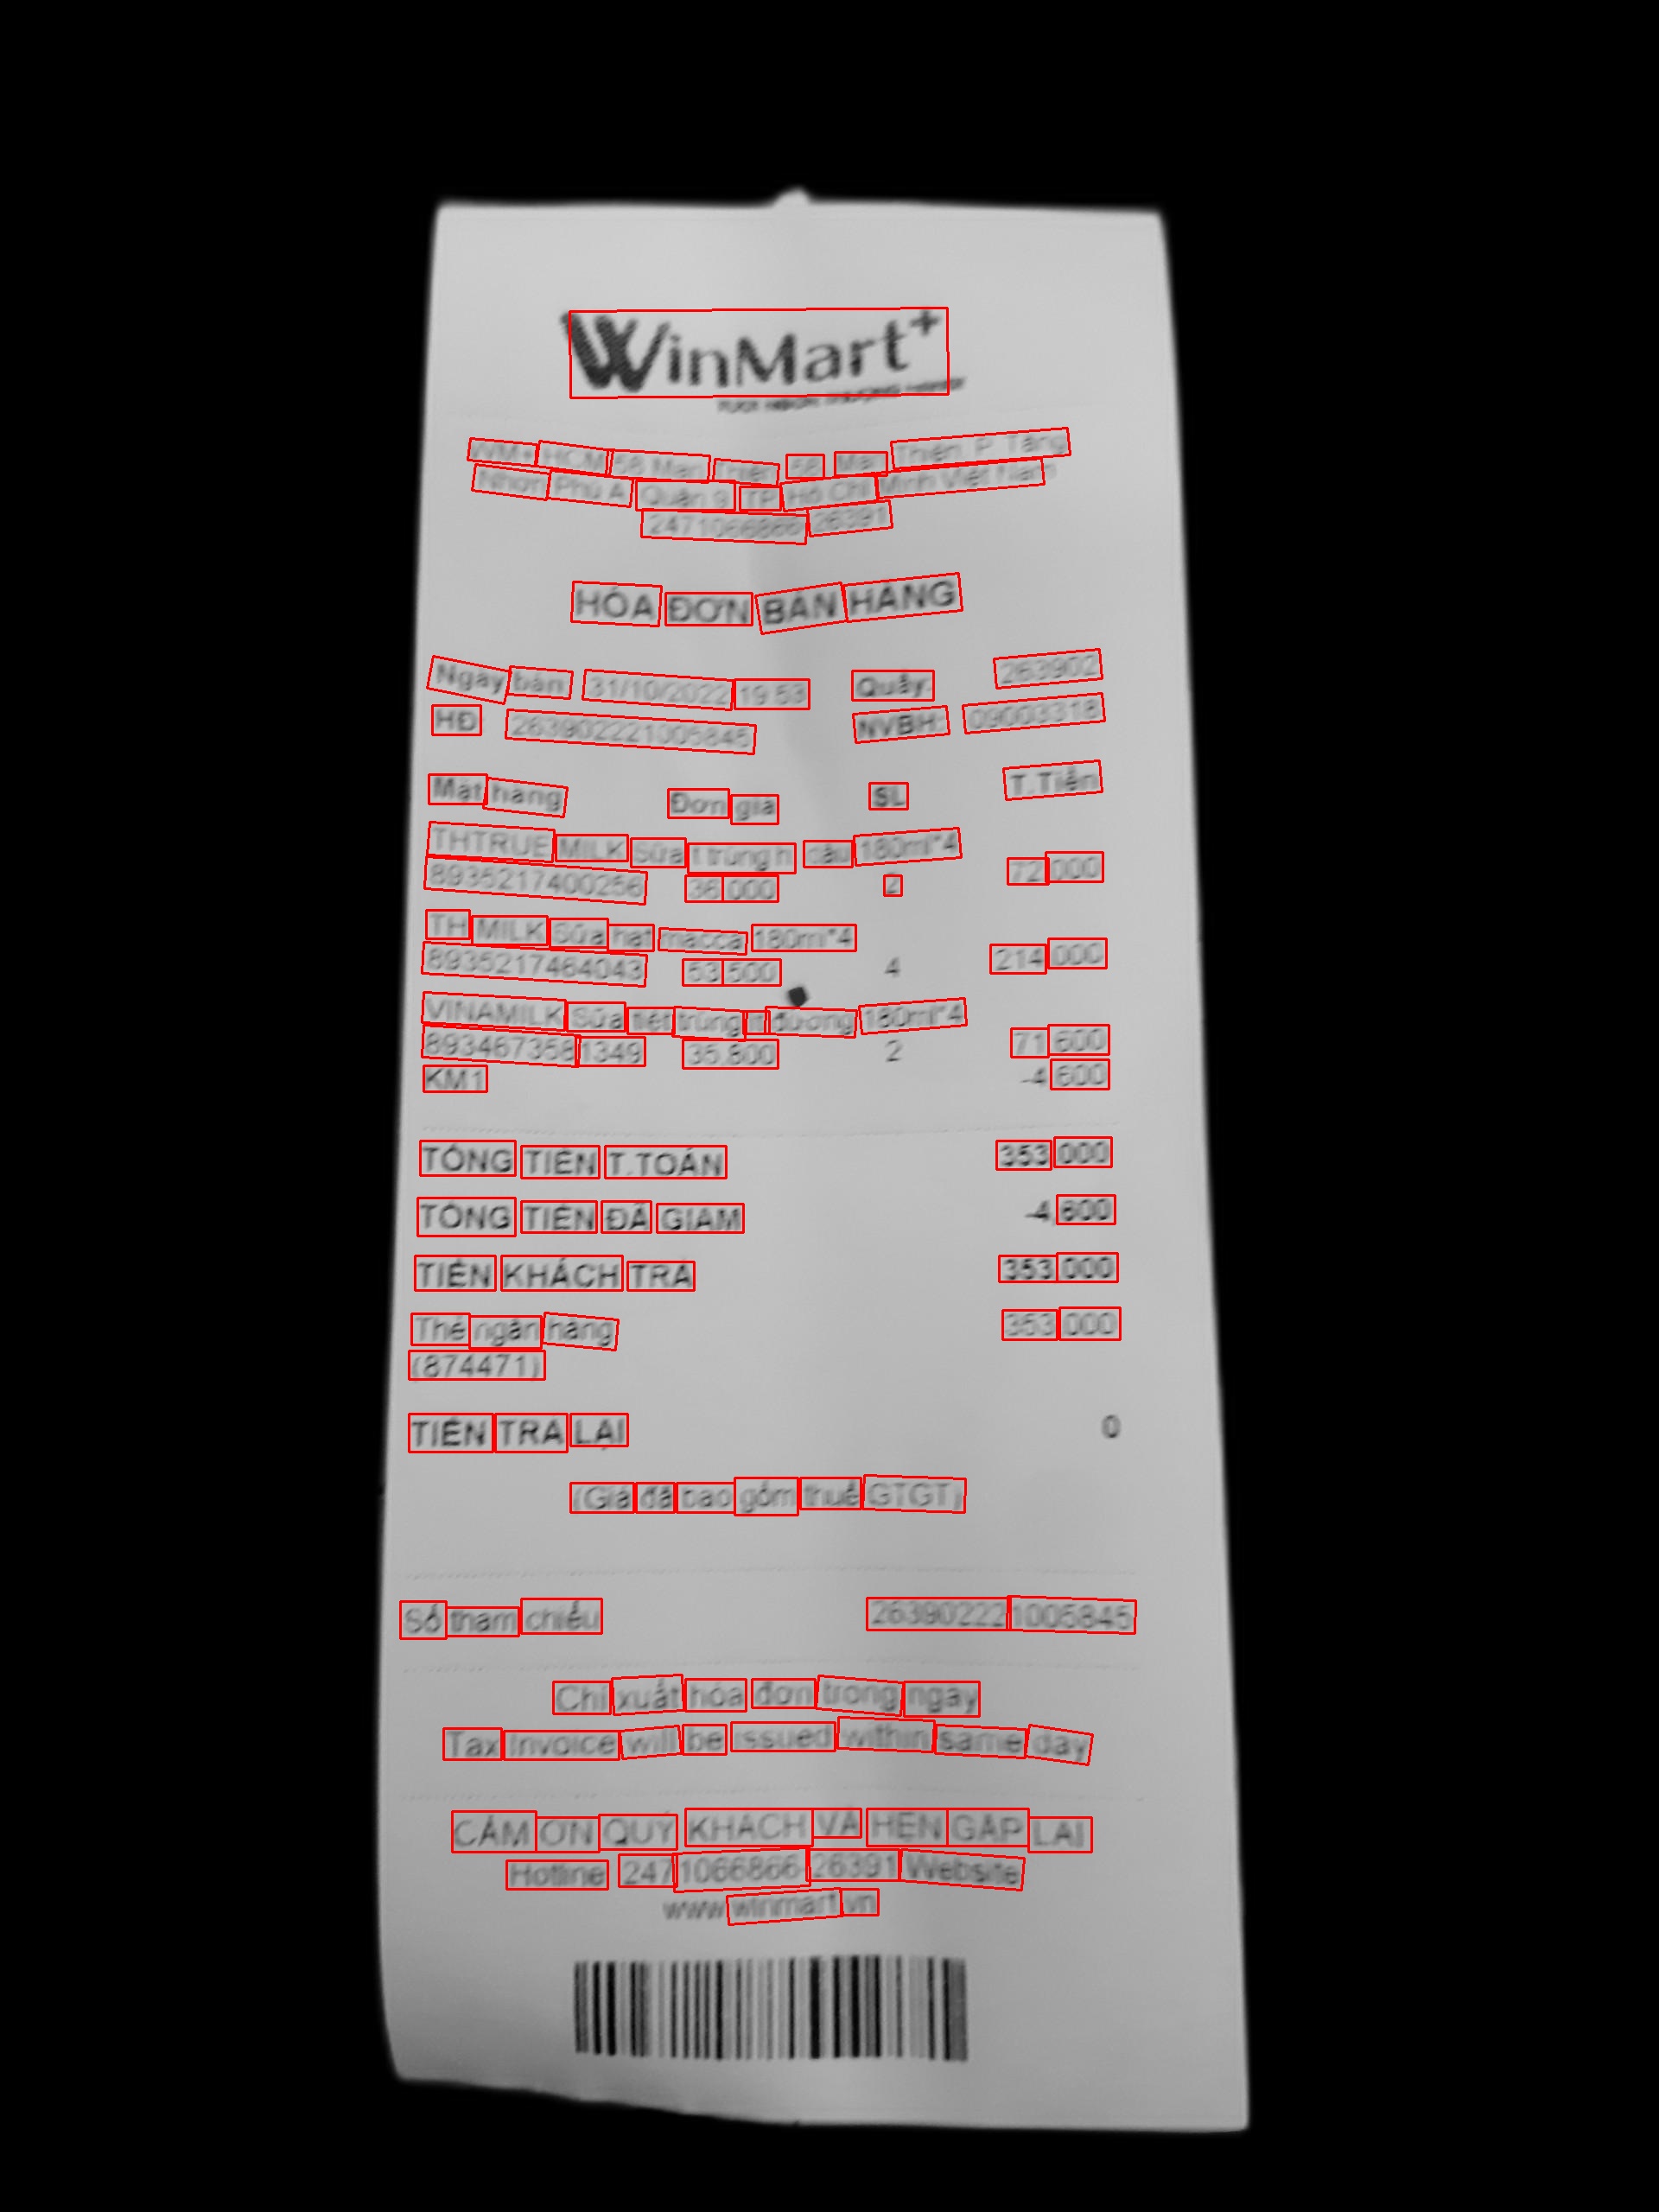 WinMart+
WM+ HCM 58 Man Thiện, 58 Man Thiện, P. Tăng
Nhơn Phú A, Quận 9, TP. Hồ Chí Minh Việt Nam
2471066866 26391
HÓA ĐƠN BÁN HÀNG
Ngày bán: 31/10/2022 19:53 Quầy: 263902
HĐ: 263902221005845 NVBH: 09003318
Mặt hàng Đơn giá SL T.Tiền
THTRUE MILK Sữa t.trùng h cầu 180ml*4
8935217400256 36,000 2 72,000
TH MILK Sữa hạt macca 180ml*4
8935217464043 53,500 4 214,000
VINAMILK Sữa tiệt trùng ít đường 180ml*4
8934673581349 35,800 2 71,600
KM1 -4,600
TỔNG TIỀN T.TOÁN 353,000
TỔNG TIỀN ĐÃ GIẢM -4,600
TIỀN KHÁCH TRẢ 353,000
Thẻ ngân hàng 353,000
(874471)
TIỀN TRẢ LẠI 0
(Giá đã bao gồm thuế GTGT)
Số tham chiếu 263902221005845
Chỉ xuất hóa đơn trong ngày
Tax Invoice will be issued within same day
CẢM ƠN QUÝ KHÁCH VÀ HẸN GẶP LẠI
Hotline: 2471066866 26391 Website:
www.winmart.vn